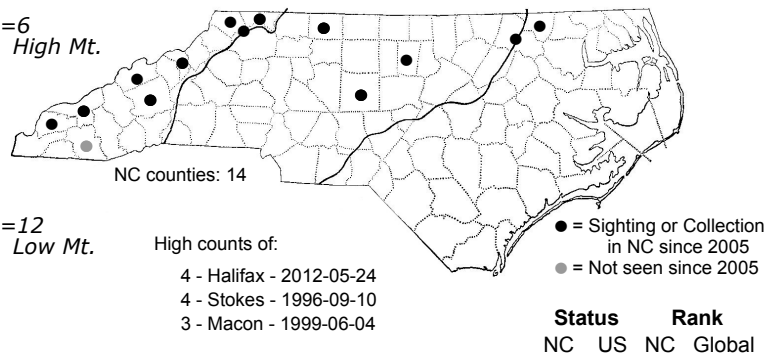 =6
High Mt.
NC counties: 14
=12
Low Mt.
High counts of:
4 - Halifax - 2012-05-24
4 - Stokes - 1996-09-10
3 - Macon - 1999-06-04
= Sighting or Collection
in NC since 2005
= Not seen since 2005
Status Rank
NC US NC Global